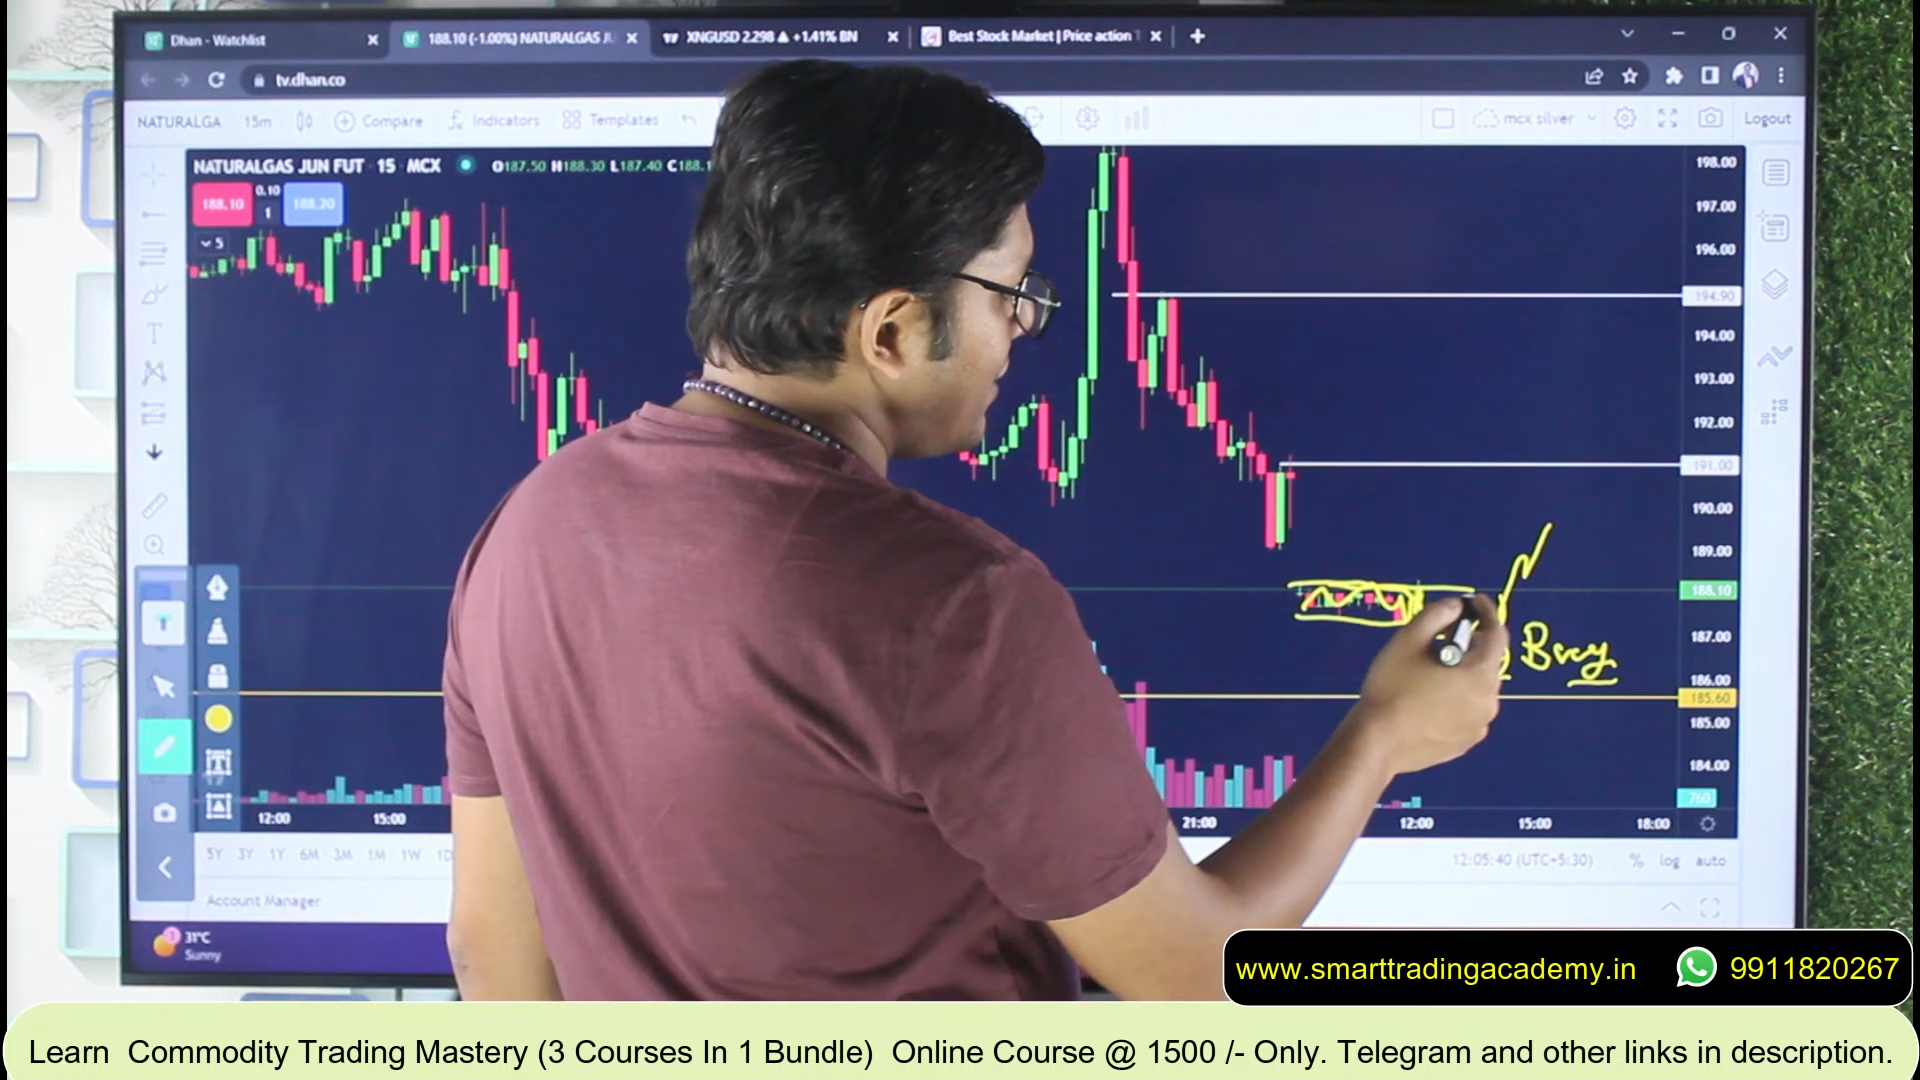 Dhan - Watchlist
188.10 (-1.00%) NATURALGAS JU
XNGUSD 2.298 ▲ +1.41% BN
Best Stock Market | Price action T
tv.dhan.co
NATURALGA 15m Compare Indicators Templates mcx silver Logout
NATURALGAS JUN FUT 15 MCX O187.50 H188.30 L187.40 C188.1
188.10 0.10 1 188.20
5
198.00
197.00
196.00
194.90
194.00
193.00
192.00
191.00
190.00
189.00
188.10
187.00
Buy
186.00
185.60
185.00
184.00
760
12:00 15:00 21:00 12:00 15:00 18:00
5Y 3Y 1Y 6M 3M 1M 1W 1D 12:05:40 (UTC+5:30) % log auto
Account Manager
31°C
Sunny
www.smarttradingacademy.in 9911820267
Learn Commodity Trading Mastery (3 Courses In 1 Bundle) Online Course @ 1500 /- Only. Telegram and other links in description.